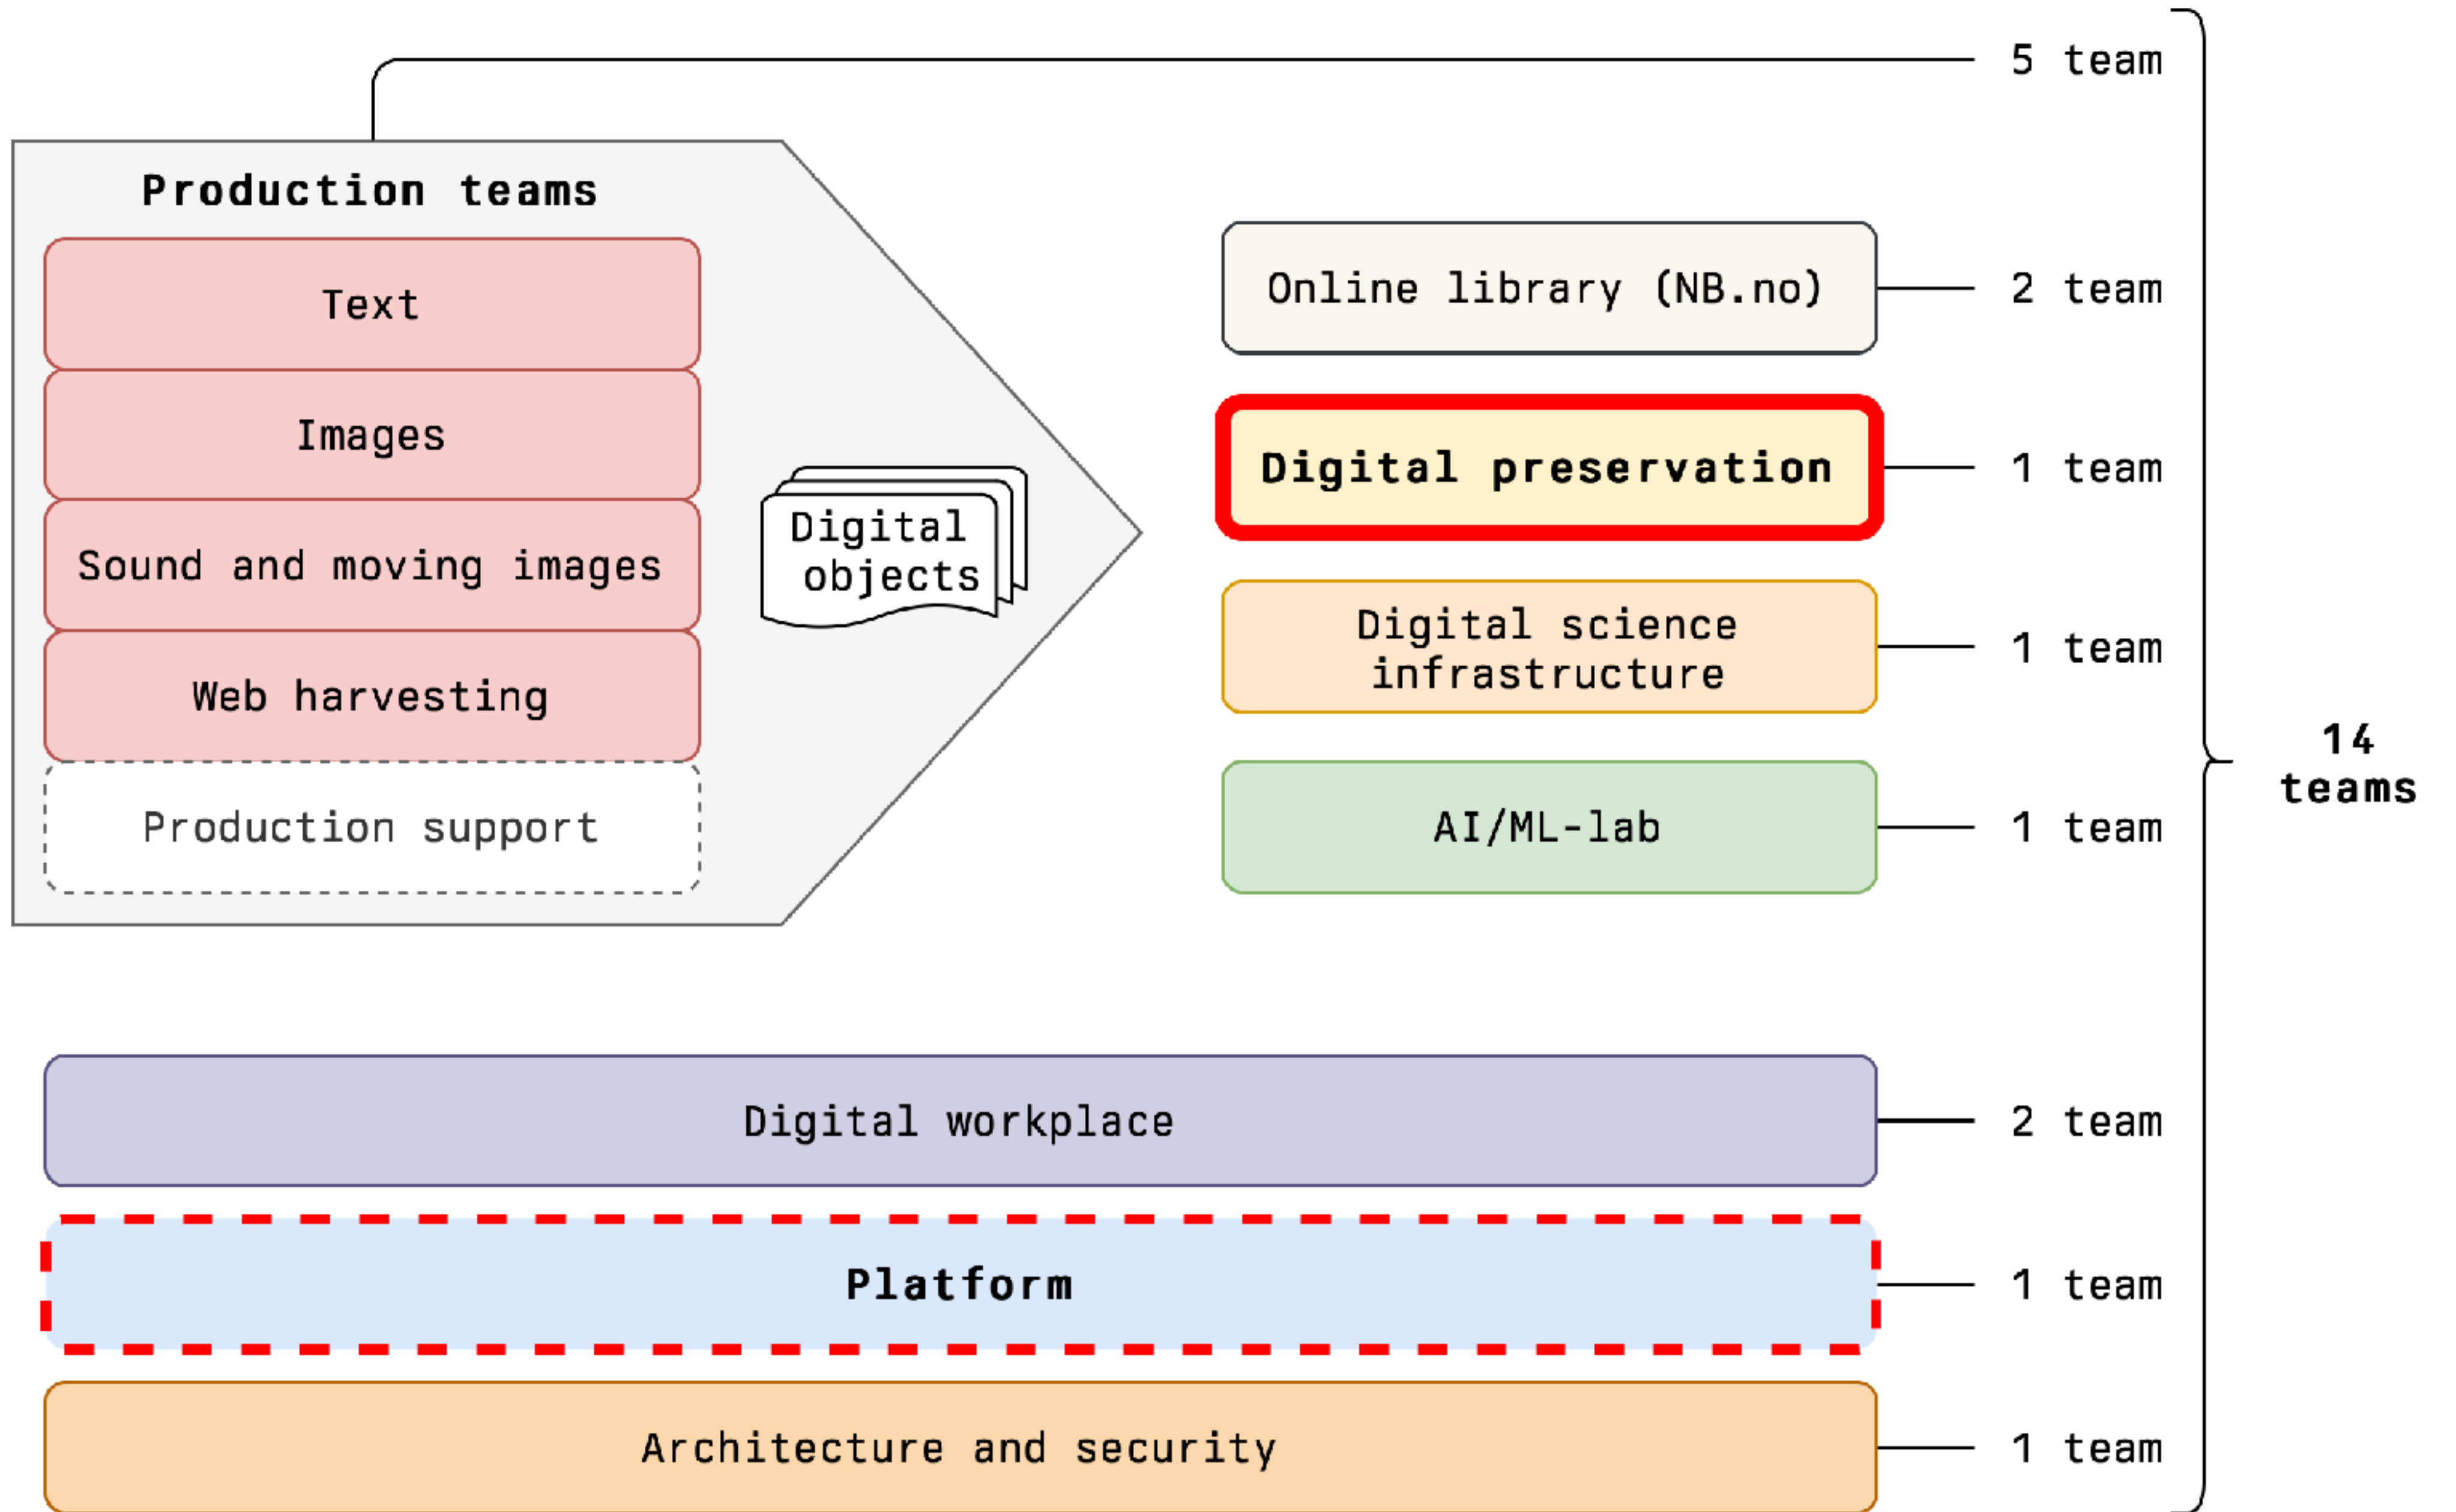 5 team
Production teams
Text
Images
Sound and moving images
Web harvesting
Production support
Digital
objects
Online library (NB.no)
2 team
Digital preservation
1 team
Digital science
infrastructure
1 team
AI/ML-lab
1 team
14
teams
Digital workplace
2 team
Platform
1 team
Architecture and security
1 team